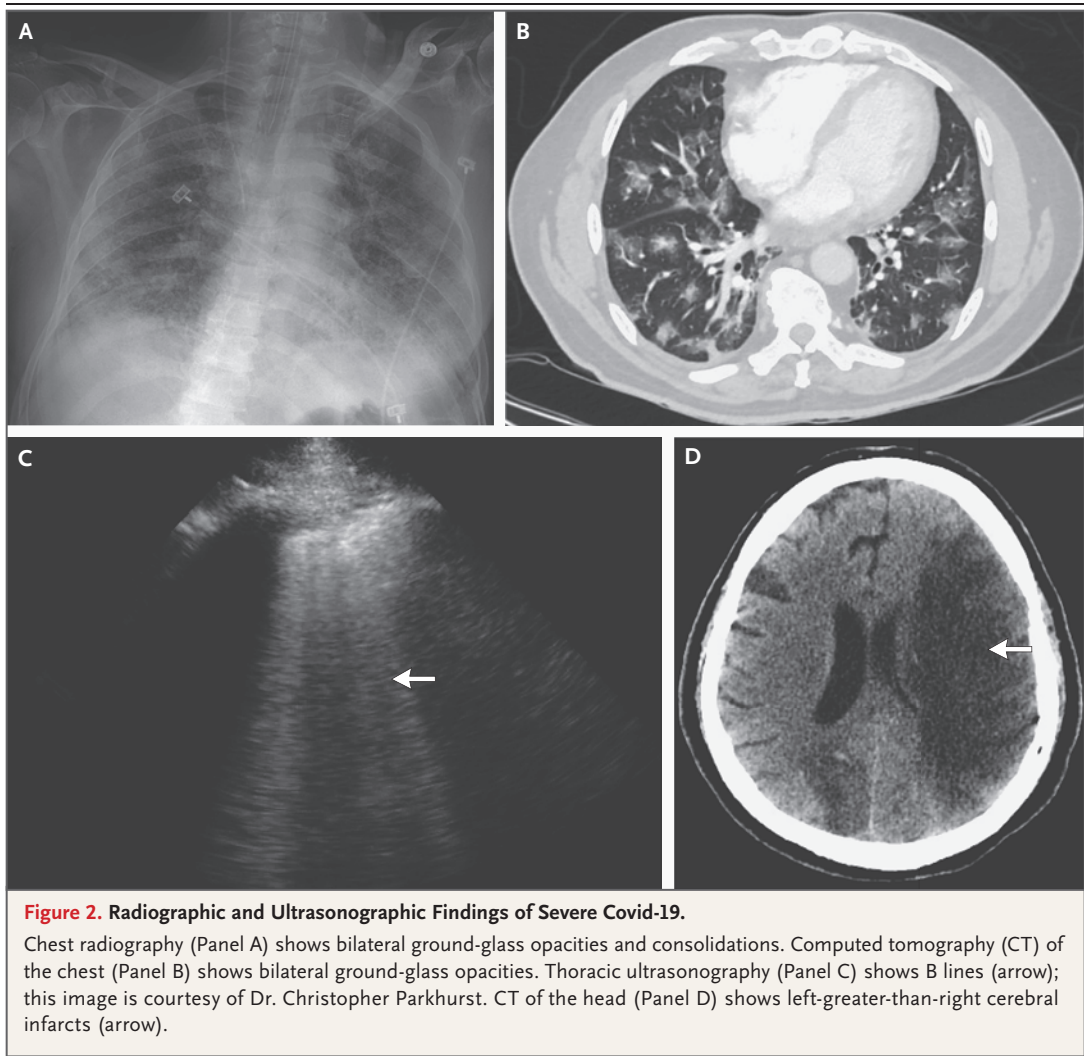 A
B
C
D
Figure 2. Radiographic and Ultrasonographic Findings of Severe Covid-19.
Chest radiography (Panel A) shows bilateral ground-glass opacities and consolidations. Computed tomography (CT) of
the chest (Panel B) shows bilateral ground-glass opacities. Thoracic ultrasonography (Panel C) shows B lines (arrow);
this image is courtesy of Dr. Christopher Parkhurst. CT of the head (Panel D) shows left-greater-than-right cerebral
infarcts (arrow).